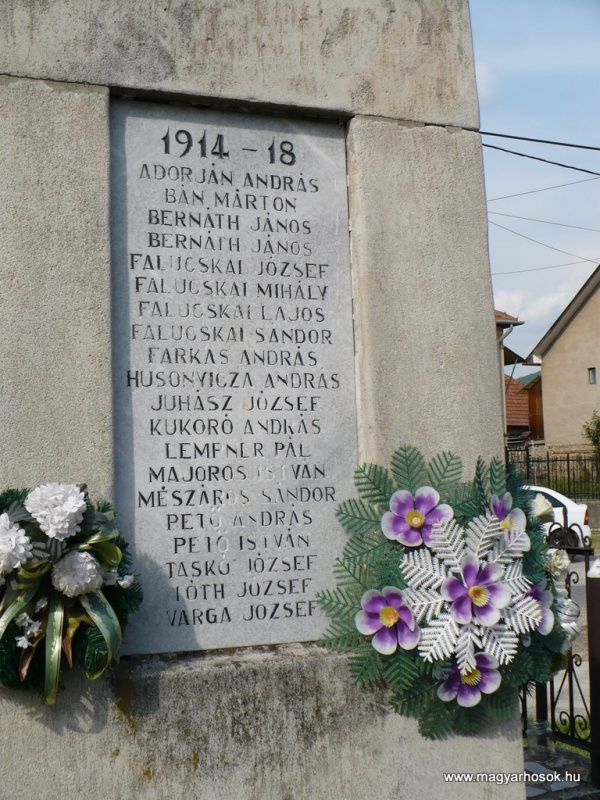 1914 - 18
ADORJÁN ANDRÁS
BÁN MÁRTON
BERNÁTH JÁNOS
BERNÁTH JÁNOS
FALUCSKAI JÓZSEF
FALUCSKAI MIHÁLY
FALUCSKAI LAJOS
FALUCSKAI SÁNDOR
FARKAS ANDRÁS
HUSONYICZA ANDRÁS
JUHÁSZ JÓZSEF
KUKORÓ ANDRÁS
LEMFNER PÁL
MAJOROS ISTVÁN
MÉSZÁROS SÁNDOR
PETŐ ANDRÁS
PETŐ ISTVÁN
TASKÓ JÓZSEF
TÓTH JÓZSEF
VARGA JÓZSEF
www.magyarhosok.hu